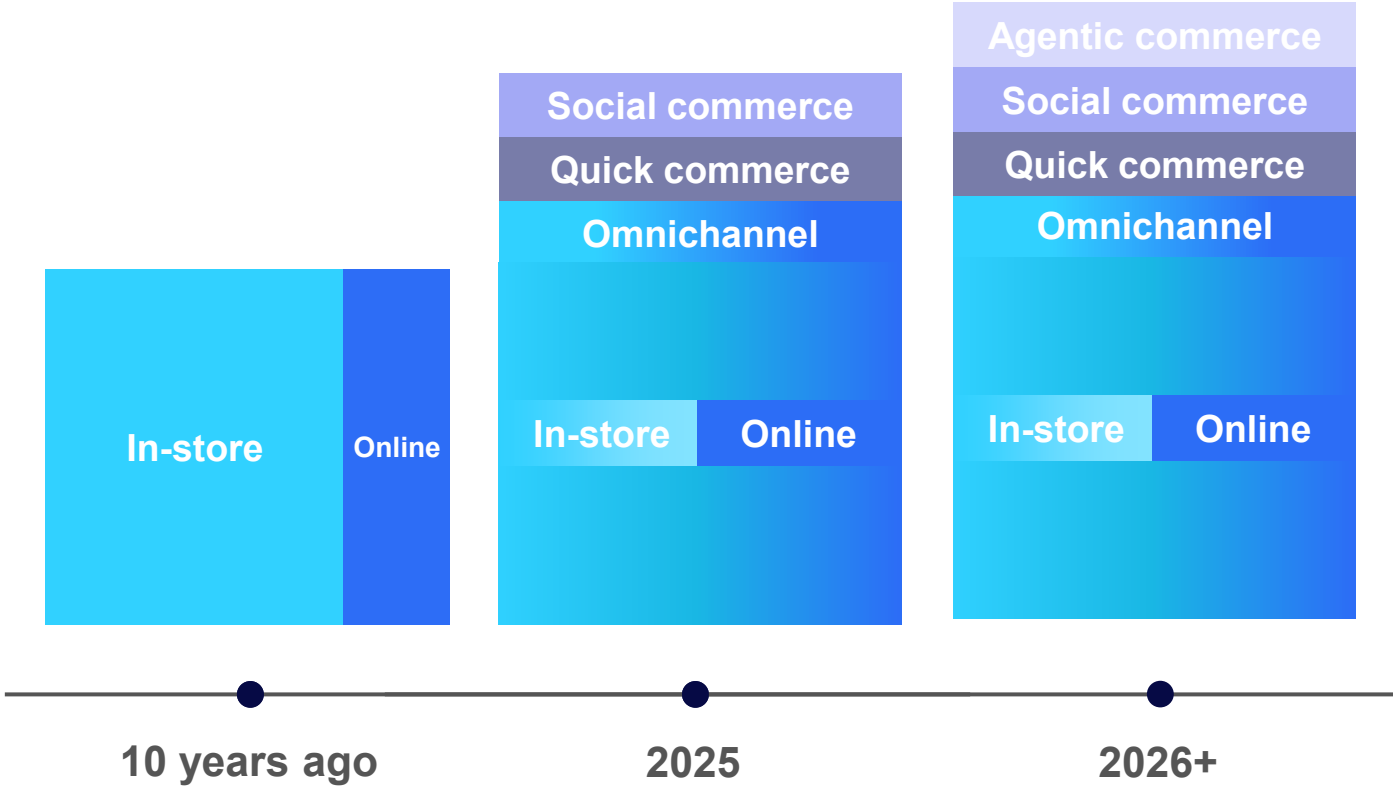 In-store
Online
Social commerce
Quick commerce
Omnichannel
In-store
Online
Agentic commerce
Social commerce
Quick commerce
Omnichannel
In-store
Online
10 years ago
2025
2026+